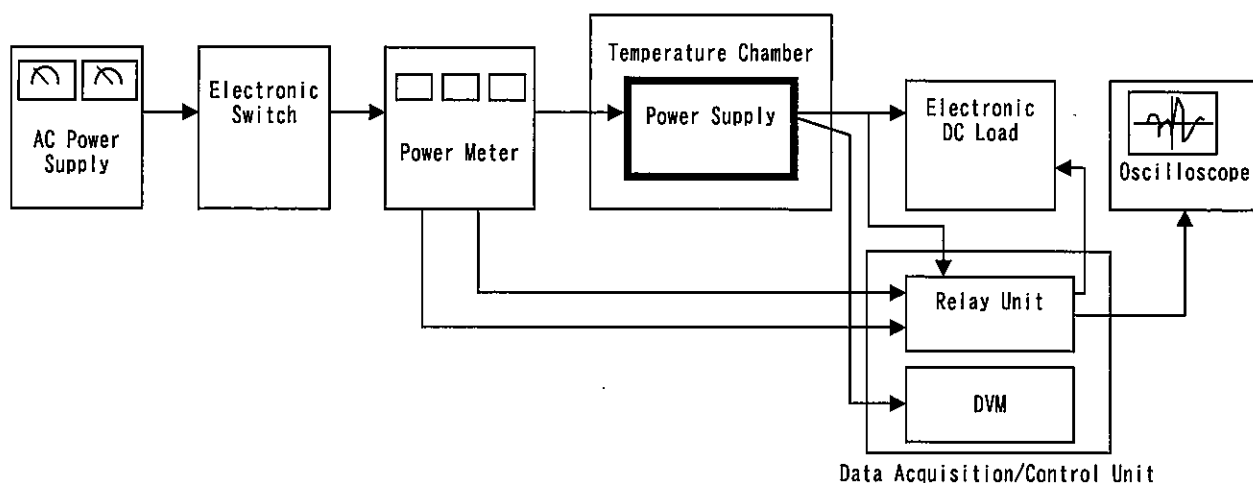 AC Power
Supply
Electronic
Switch
Power Meter
Temperature Chamber
Power Supply
Electronic
DC Load
Oscilloscope
Relay Unit
DVM
Data Acquisition/Control Unit